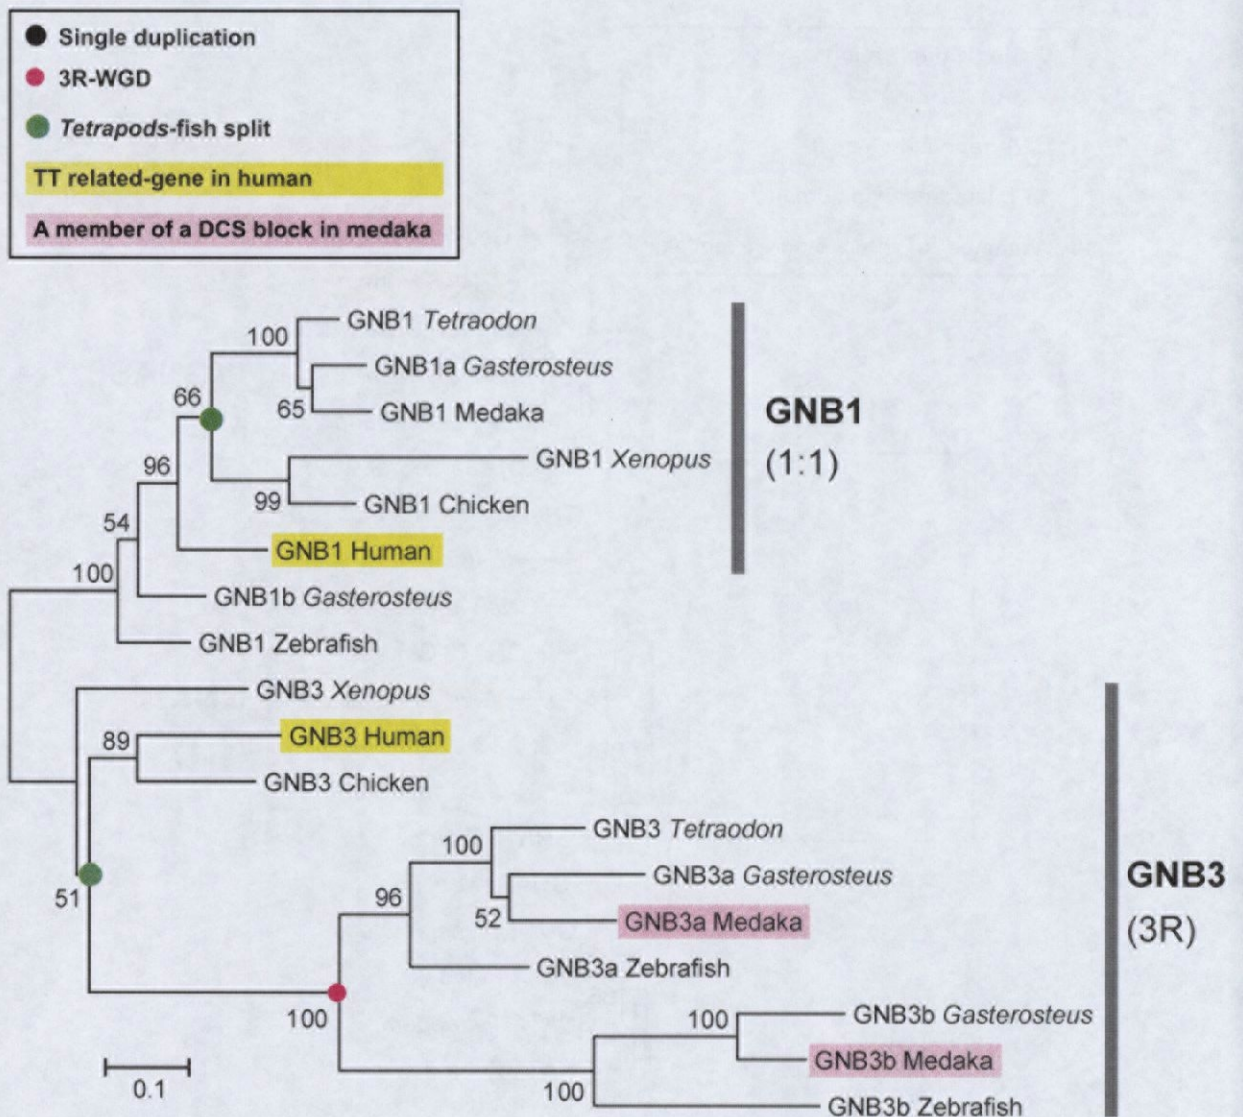 Single duplication
3R-WGD
Tetrapods-fish split
TT related-gene in human
A member of a DCS block in medaka
100
GNB1 Tetraodon
GNB1a Gasterosteus
66
65
GNB1 Medaka
GNB1
(1:1)
96
GNB1 Xenopus
99
GNB1 Chicken
54
GNB1 Human
100
GNB1b Gasterosteus
GNB1 Zebrafish
GNB3 Xenopus
89
GNB3 Human
GNB3 Chicken
100
GNB3 Tetraodon
GNB3a Gasterosteus
51
96
52
GNB3a Medaka
GNB3
(3R)
GNB3a Zebrafish
100
100
GNB3b Gasterosteus
GNB3b Medaka
0.1
100
GNB3b Zebrafish